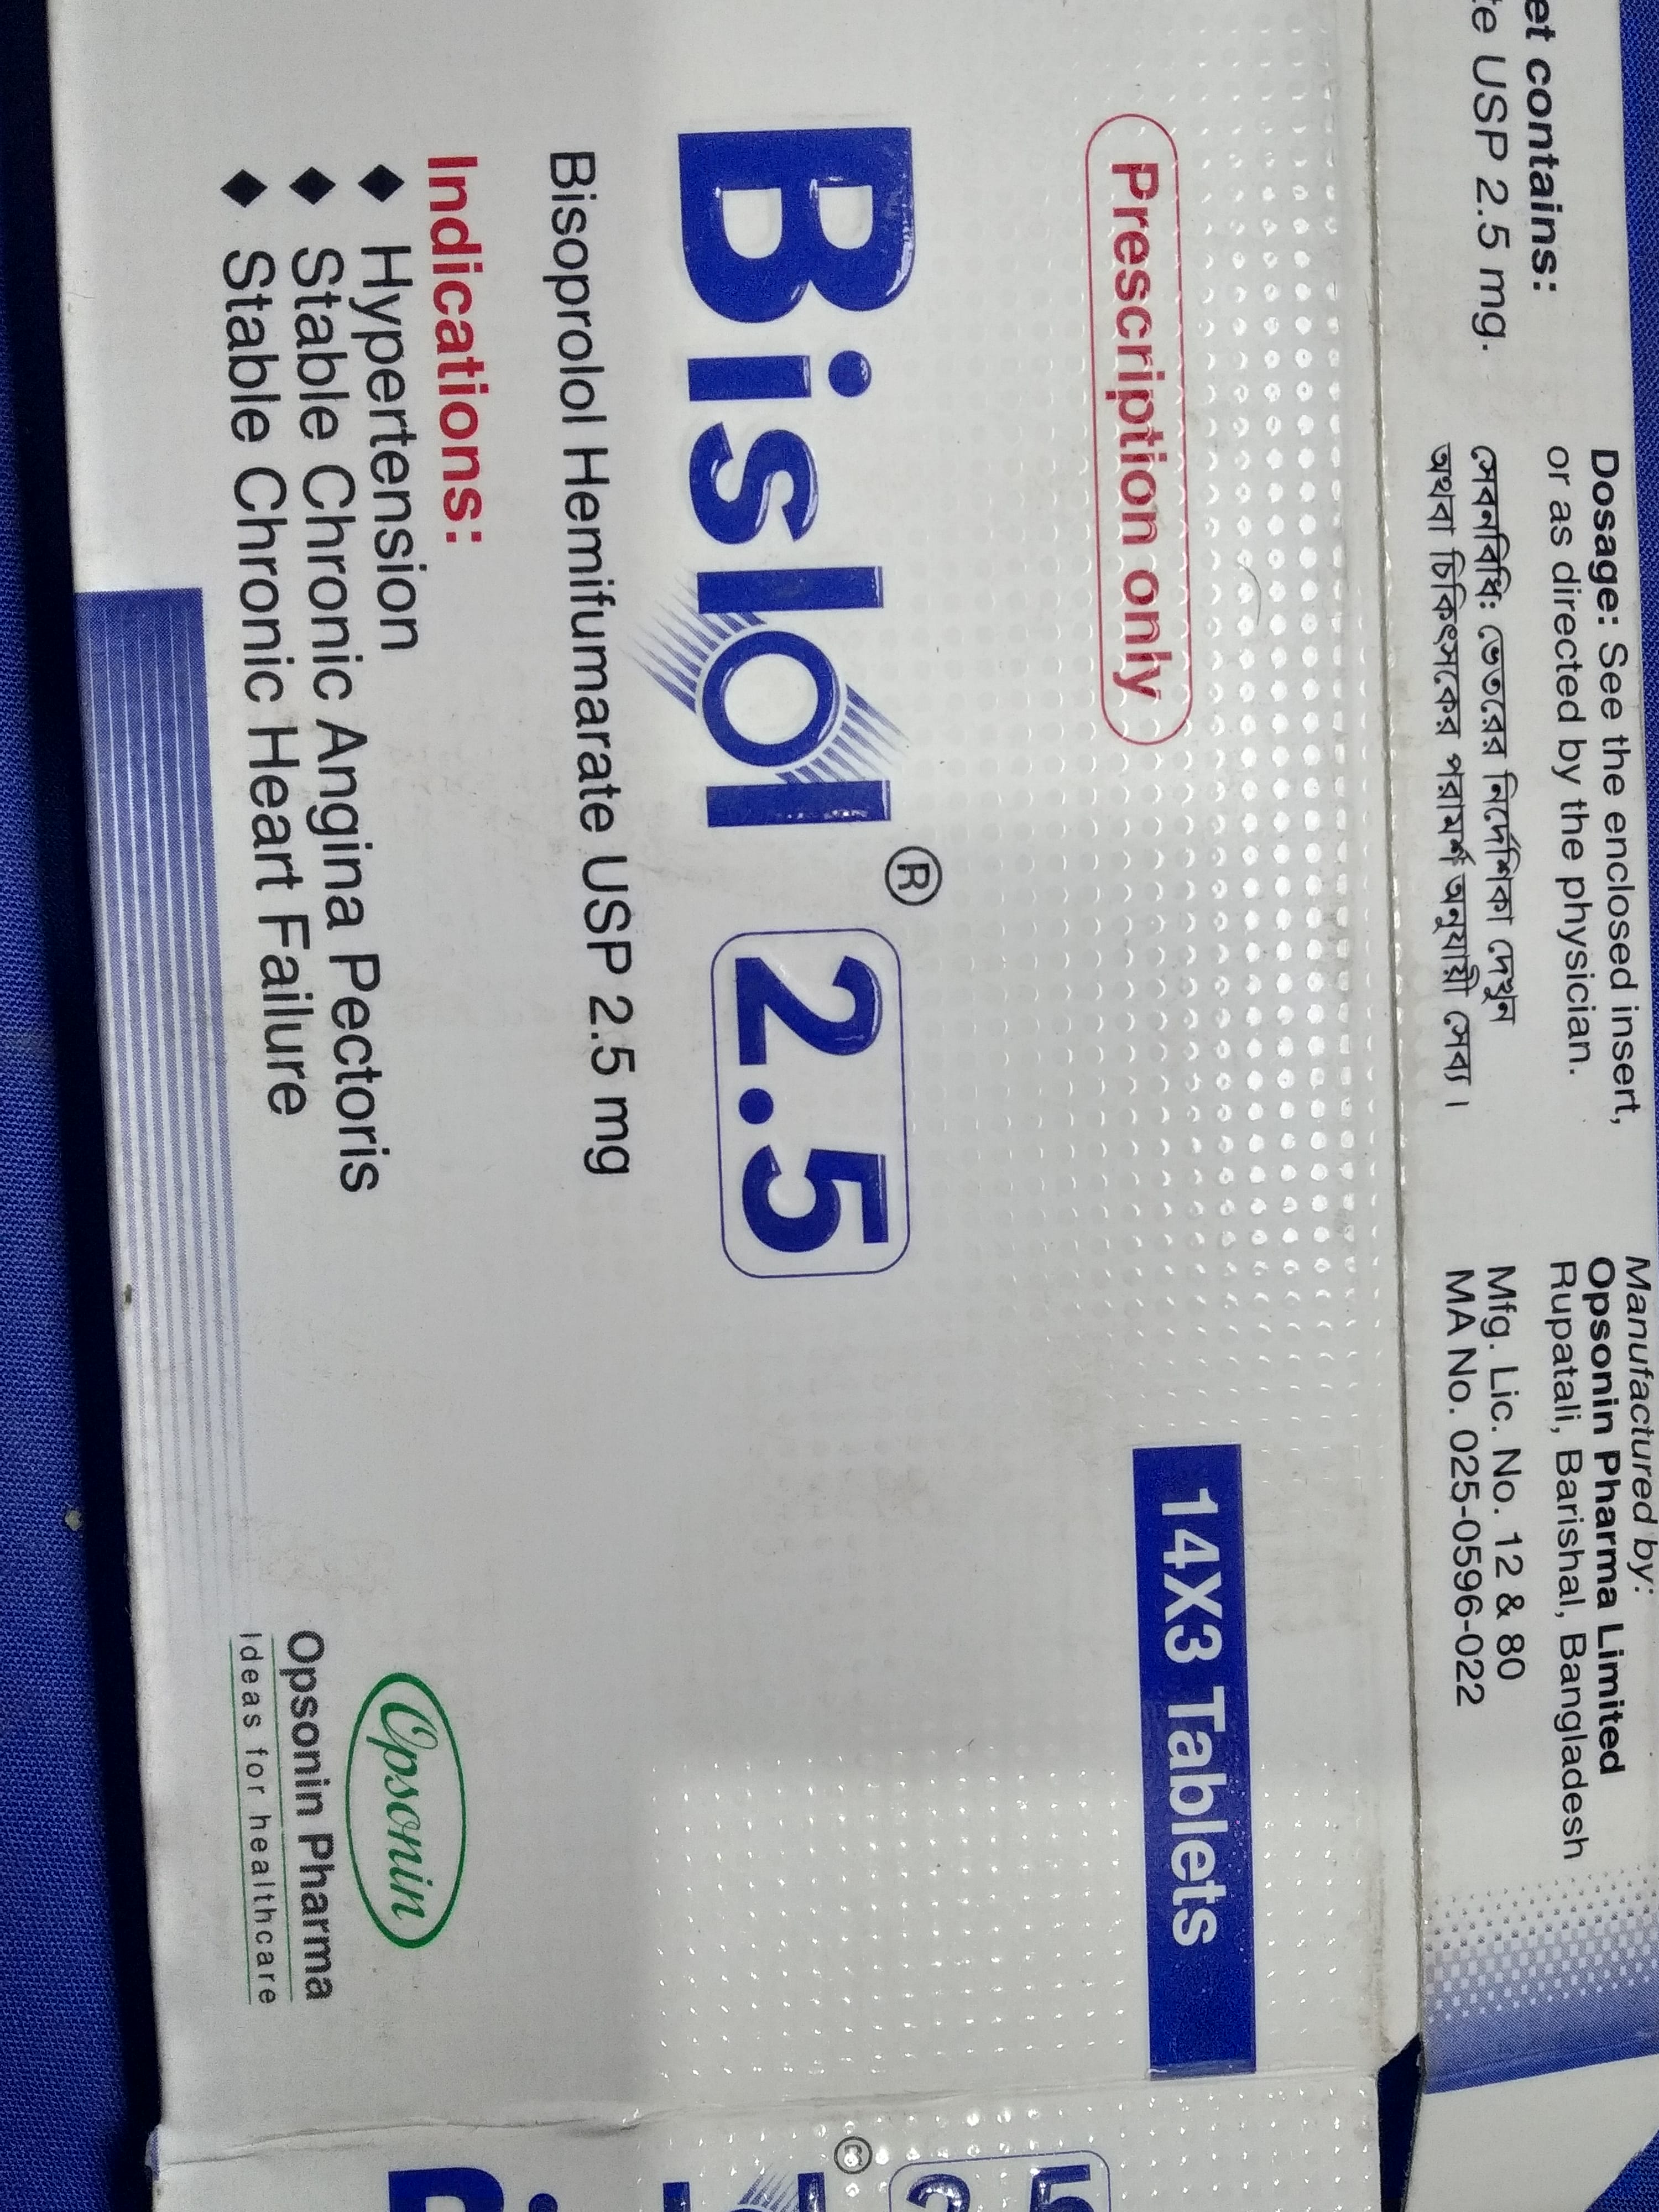 et contains:
te USP 2.5 mg.
Dosage: See the enclosed insert,
or as directed by the physician.
সেবনবিধি: ভেতরের নির্দেশিকা দেখুন
অথবা চিকিৎসকের পরামর্শ অনুযায়ী সেব্য।
Manufactured by:
Opsonin Pharma Limited
Rupatali, Barishal, Bangladesh
Mfg. Lic. No. 12 & 80
MA No. 025-0596-022
Prescription only
14X3 Tablets
Bislol® 2.5
Bisoprolol Hemifumarate USP 2.5 mg
Indications:
♦ Hypertension
♦ Stable Chronic Angina Pectoris
♦ Stable Chronic Heart Failure
Opsonin
Opsonin Pharma
Ideas for healthcare